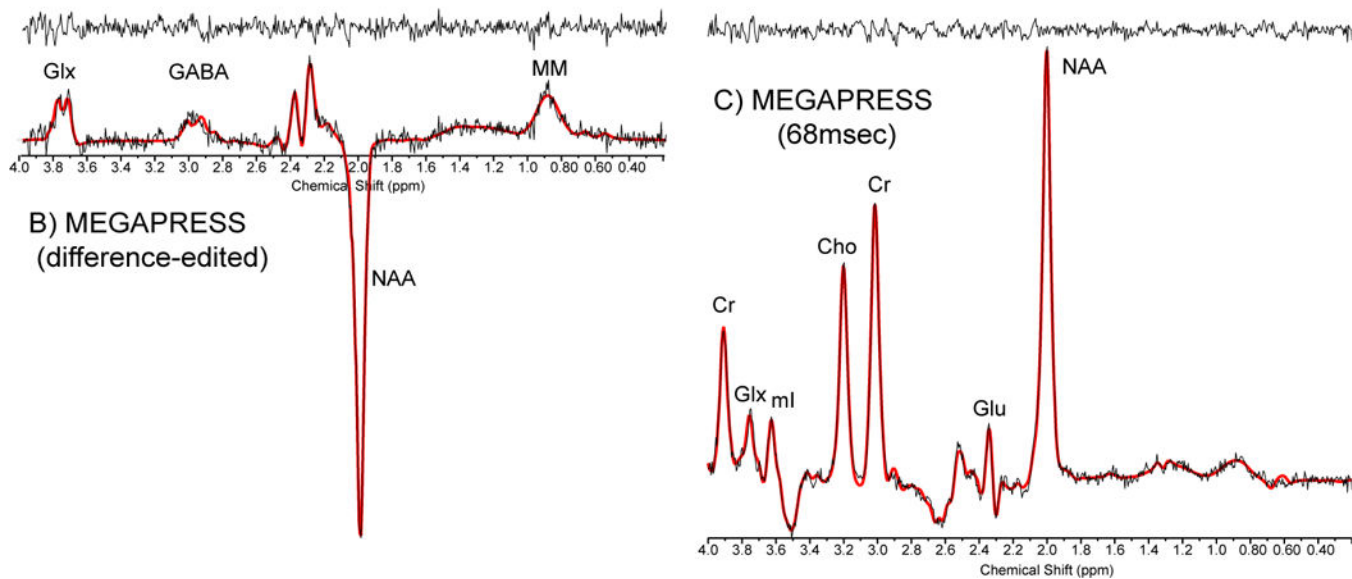 Glx
GABA
MM
4.0 3.8 3.6 3.4 3.2 3.0 2.8 2.6 2.4 2.2 2.0 1.8 1.6 1.4 1.2 1.0 0.80 0.60 0.40
Chemical Shift (ppm)
B) MEGAPRESS
(difference-edited)
NAA
NAA
C) MEGAPRESS
(68msec)
Cr
Cho
Cr
Glx
mI
Glu
4.0 3.8 3.6 3.4 3.2 3.0 2.8 2.6 2.4 2.2 2.0 1.8 1.6 1.4 1.2 1.0 0.80 0.60 0.40
Chemical Shift (ppm)